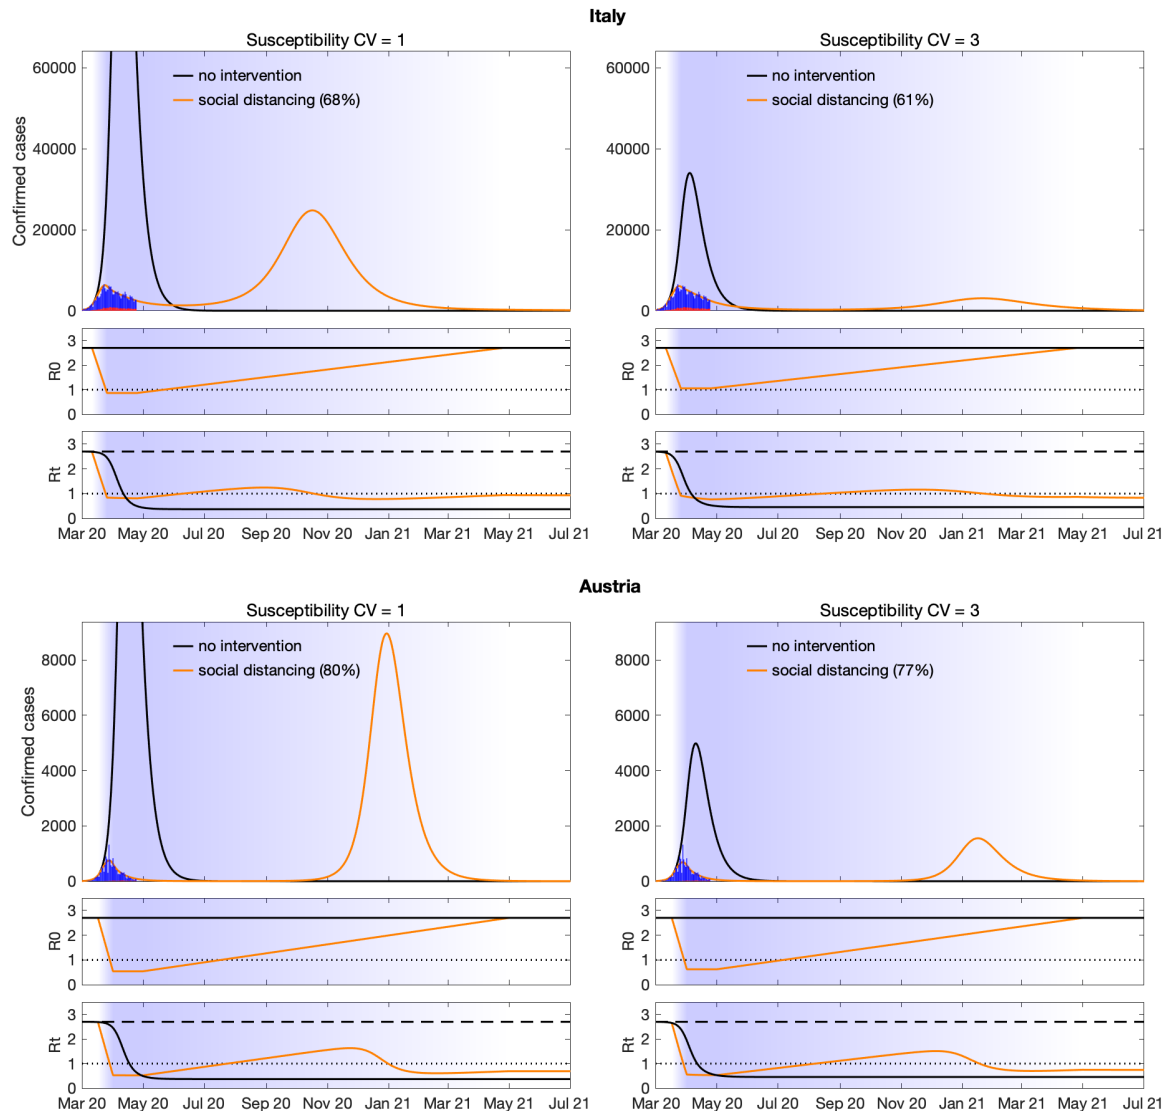 Italy
Susceptibility CV = 1
Confirmed cases
60000
40000
20000
0
no intervention
social distancing (68%)
R0
3
2
1
0
Rt
3
2
1
0
Mar 20 May 20 Jul 20 Sep 20 Nov 20 Jan 21 Mar 21 May 21 Jul 21
Susceptibility CV = 3
60000
40000
20000
0
no intervention
social distancing (61%)
R0
3
2
1
0
Rt
3
2
1
0
Mar 20 May 20 Jul 20 Sep 20 Nov 20 Jan 21 Mar 21 May 21 Jul 21
Austria
Susceptibility CV = 1
Confirmed cases
8000
6000
4000
2000
0
no intervention
social distancing (80%)
R0
3
2
1
0
Rt
3
2
1
0
Mar 20 May 20 Jul 20 Sep 20 Nov 20 Jan 21 Mar 21 May 21 Jul 21
Susceptibility CV = 3
8000
6000
4000
2000
0
no intervention
social distancing (77%)
R0
3
2
1
0
Rt
3
2
1
0
Mar 20 May 20 Jul 20 Sep 20 Nov 20 Jan 21 Mar 21 May 21 Jul 21